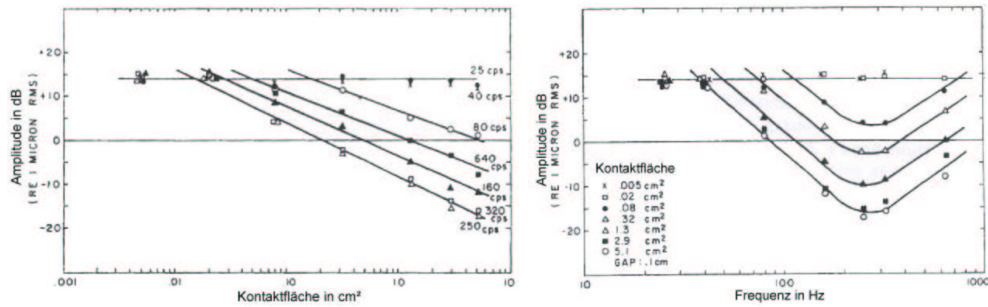 Amplitude in dB
(RE 1 MICRON RMS)
+20
+10
0
-10
-20
25 cps
40 cps
80 cps
640 cps
160 cps
320 cps
250 cps
.001 .01 .10 1.0 10
Kontaktfläche in cm²
Amplitude in dB
(RE 1 MICRON RMS)
+20
+10
0
-10
-20
Kontaktfläche
x .005 cm²
□ .02 cm²
● .08 cm²
△ .32 cm²
△ 1.3 cm²
■ 2.9 cm²
○ 5.1 cm²
GAP: .1 cm
10 100 1000
Frequenz in Hz